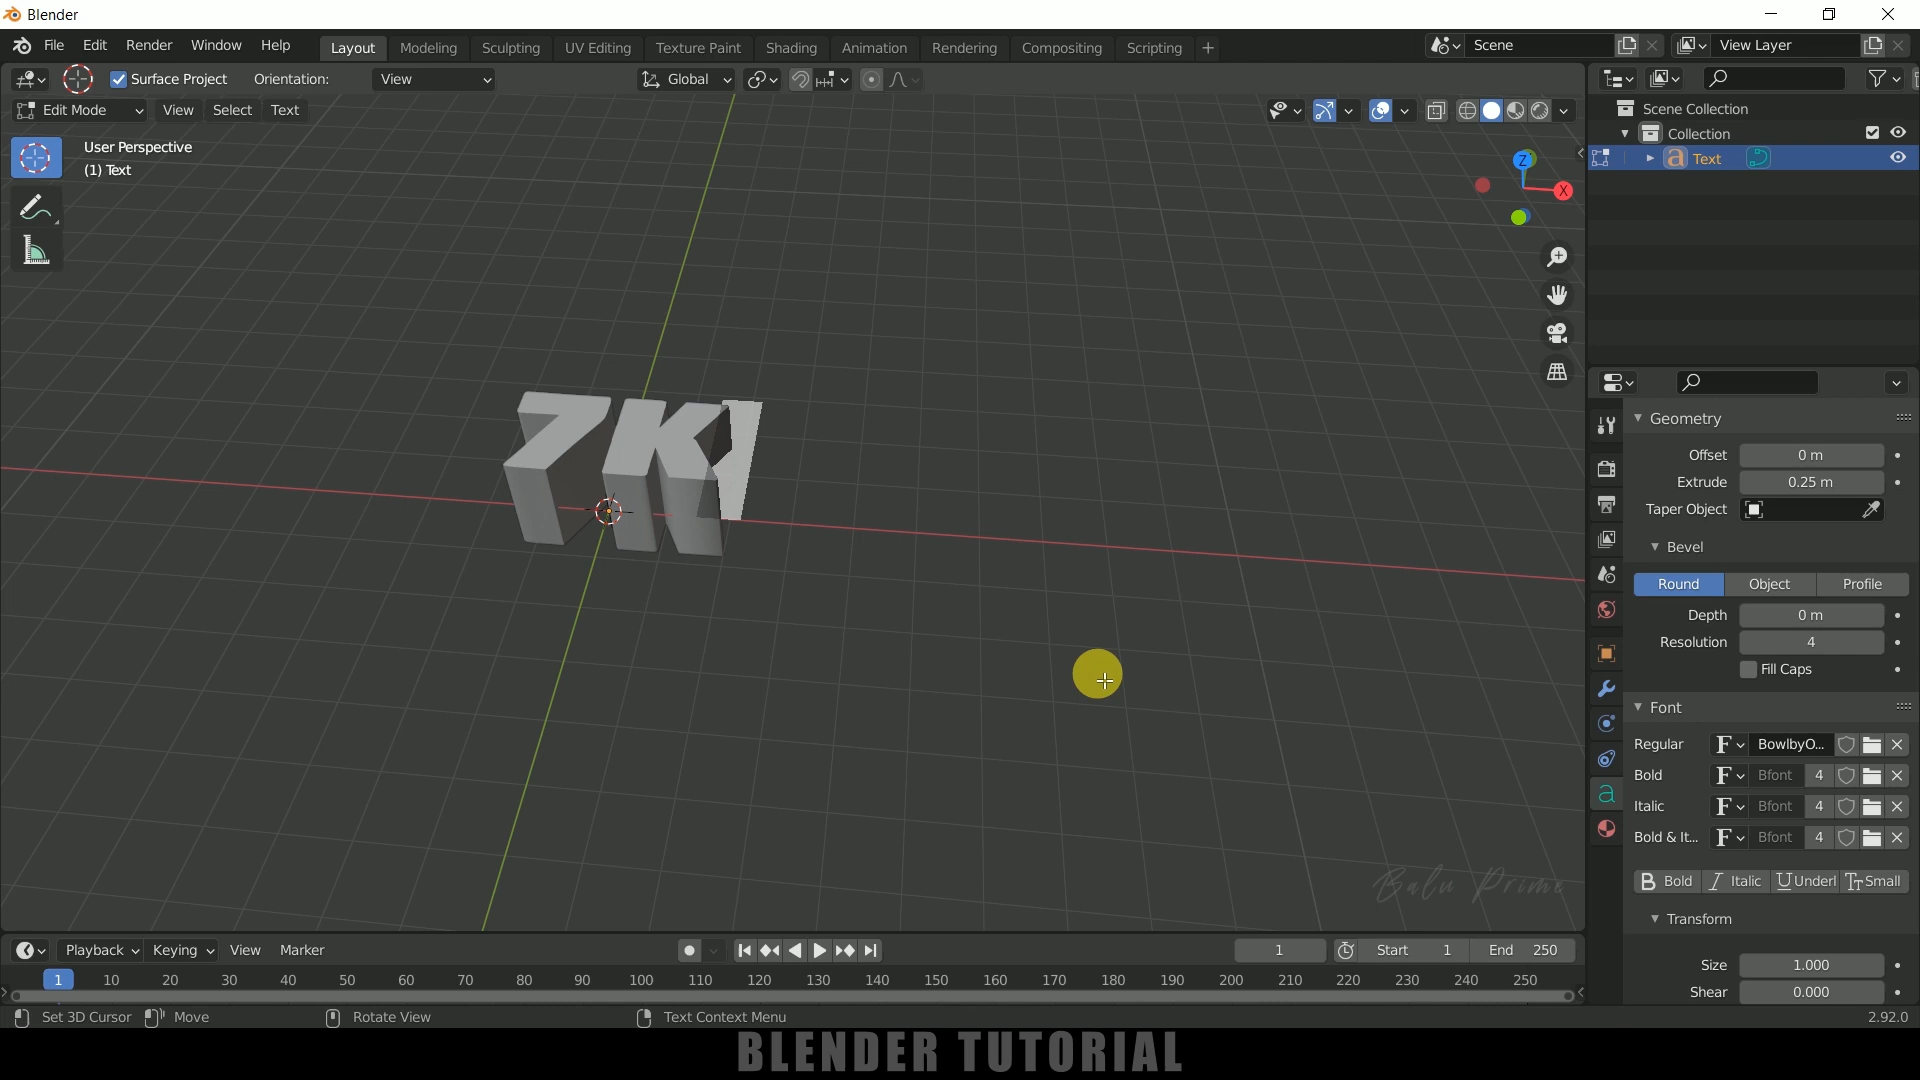 Blender
File Edit Render Window Help Layout Modeling Sculpting UV Editing Texture Paint Shading Animation Rendering Compositing Scripting + Scene View Layer
Surface Project Orientation: View Global
Edit Mode View Select Text
User Perspective
(1) Text
Z
X
7K
Scene Collection
Collection
Text
Geometry
Offset 0 m
Extrude 0.25 m
Taper Object
Bevel
Round Object Profile
Depth 0 m
Resolution 4
Fill Caps
Font
Regular F BowlbyO...
Bold F Bfont 4
Italic F Bfont 4
Bold & It... F Bfont 4
B Bold I Italic U Underl Tт Small
Transform
Size 1.000
Shear 0.000
Balu Prime
Playback Keying View Marker 1 Start 1 End 250
1 10 20 30 40 50 60 70 80 90 100 110 120 130 140 150 160 170 180 190 200 210 220 230 240 250
Set 3D Cursor Move Rotate View Text Context Menu 2.92.0
BLENDER TUTORIAL